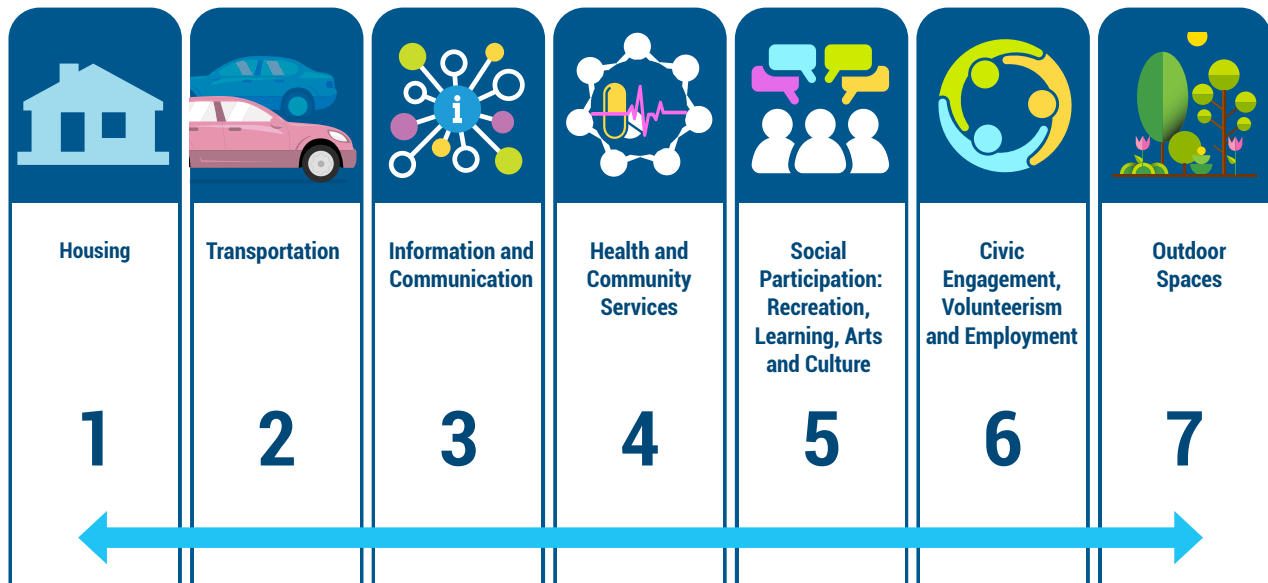 i
Housing
1
Transportation
2
Information and
Communication
3
Health and
Community
Services
4
Social
Participation:
Recreation,
Learning, Arts
and Culture
5
Civic
Engagement,
Volunteerism
and Employment
6
Outdoor
Spaces
7